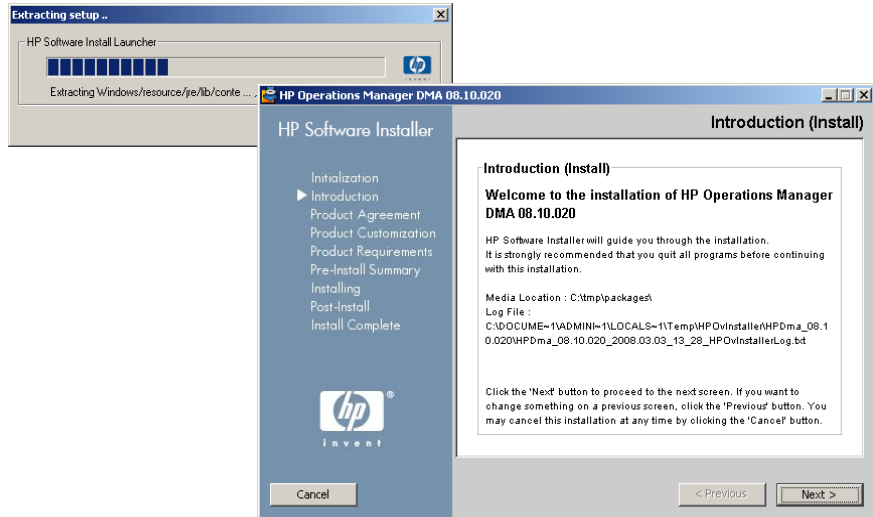 Extracting setup ..
HP Software Install Launcher
hp
Extracting Windows/resource/jre/lib/conte ...
HP Operations Manager DMA 08.10.020
HP Software Installer
Introduction (Install)
Initialization
Introduction
Product Agreement
Product Customization
Product Requirements
Pre-Install Summary
Installing
Post-Install
Install Complete
hp
®
invent
Introduction (Install)
Welcome to the installation of HP Operations Manager
DMA 08.10.020
HP Software Installer will guide you through the installation.
It is strongly recommended that you quit all programs before continuing
with this installation.
Media Location : C:\tmp\packages\
Log File :
C:\DOCUME~1\ADMINI~1\LOCALS~1\Temp\HPOvInstaller\HPDma_08.1
0.020\HPDma_08.10.020_2008.03.03_13_28_HPOvInstallerLog.txt
Click the 'Next' button to proceed to the next screen. If you want to
change something on a previous screen, click the 'Previous' button. You
may cancel this installation at any time by clicking the 'Cancel' button.
Cancel
< Previous
Next >